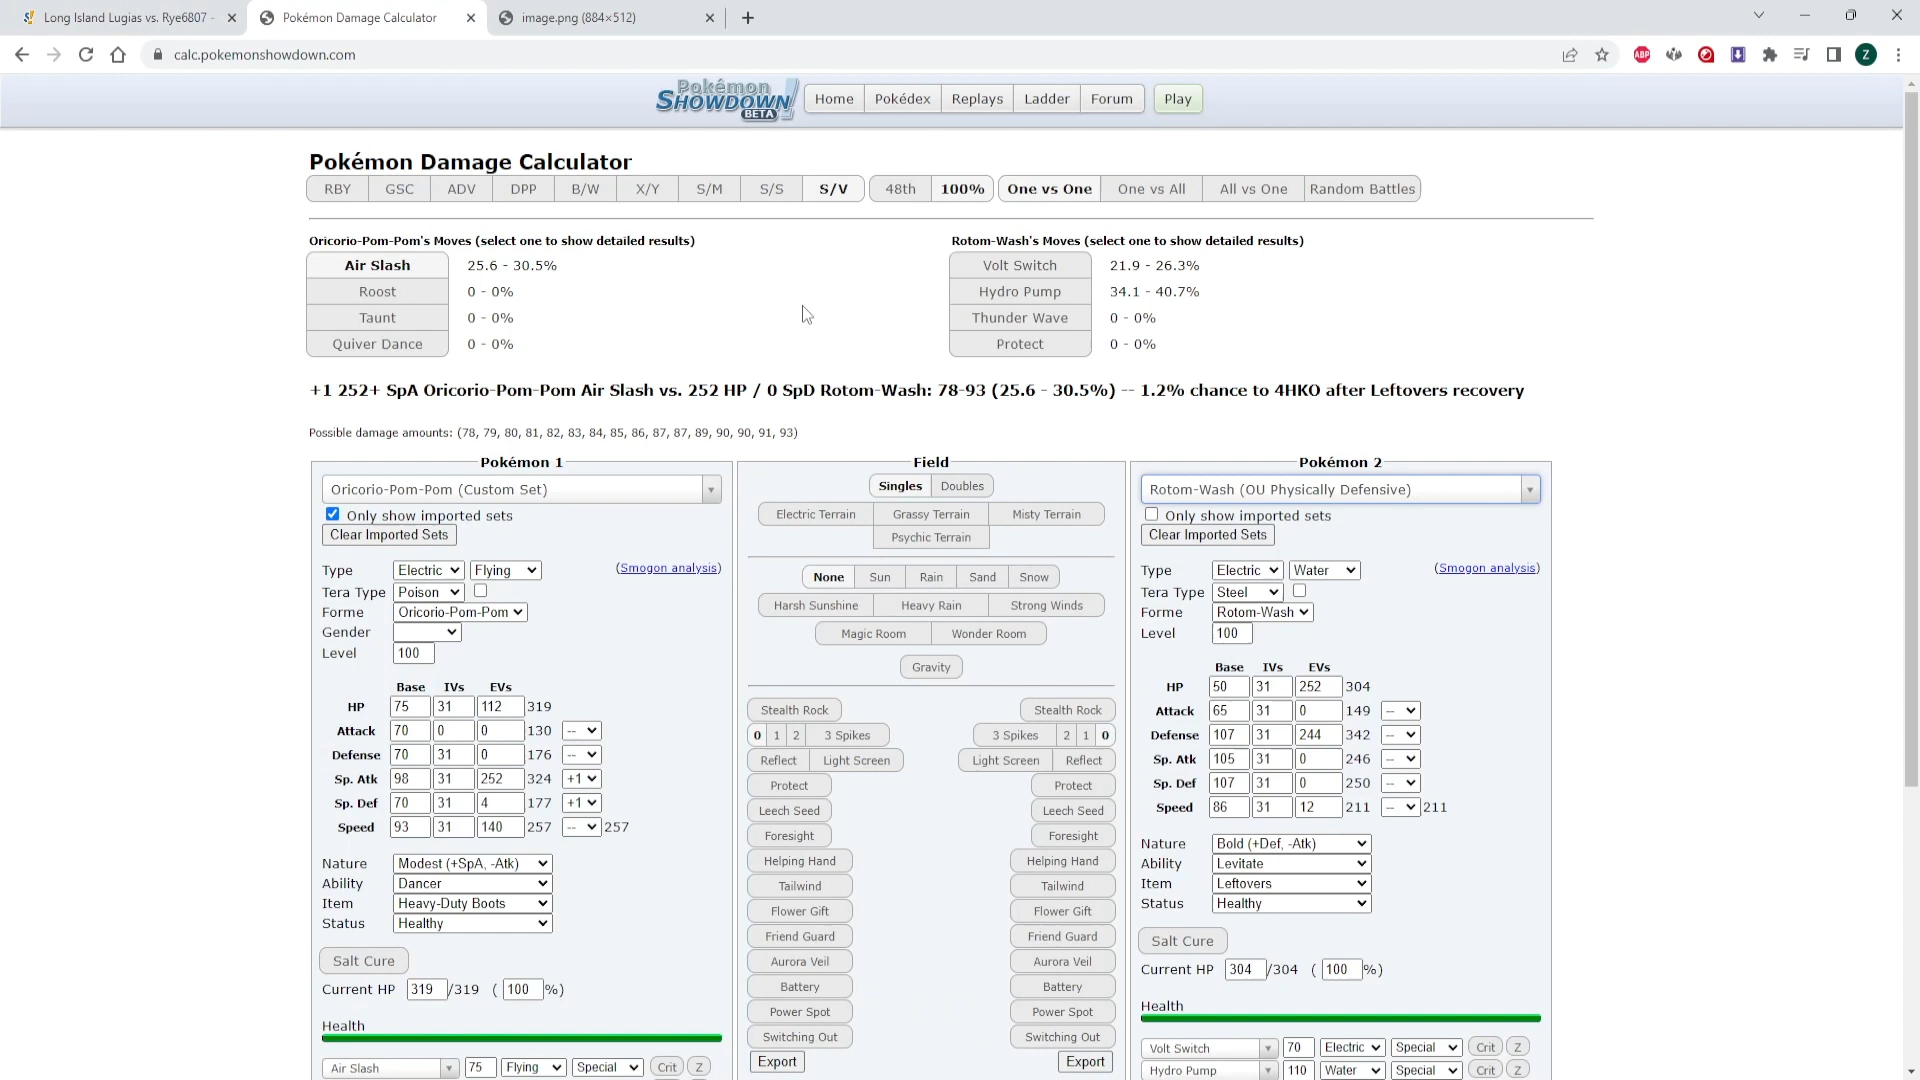 Long Island Lugias vs. Rye6807 -
Pokémon Damage Calculator
image.png (884×512)
calc.pokemonshowdown.com
ABP
Z
Pokémon
SHOWDOWN!
BETA
Home Pokédex Replays Ladder Forum Play
Pokémon Damage Calculator
RBY GSC ADV DPP B/W X/Y S/M S/S S/V 48th 100% One vs One One vs All All vs One Random Battles
Oricorio-Pom-Pom's Moves (select one to show detailed results)
Air Slash 25.6 - 30.5%
Roost 0 - 0%
Taunt 0 - 0%
Quiver Dance 0 - 0%
Rotom-Wash's Moves (select one to show detailed results)
Volt Switch 21.9 - 26.3%
Hydro Pump 34.1 - 40.7%
Thunder Wave 0 - 0%
Protect 0 - 0%
+1 252+ SpA Oricorio-Pom-Pom Air Slash vs. 252 HP / 0 SpD Rotom-Wash: 78-93 (25.6 - 30.5%) -- 1.2% chance to 4HKO after Leftovers recovery
Possible damage amounts: (78, 79, 80, 81, 82, 83, 84, 85, 86, 87, 87, 89, 90, 90, 91, 93)
Pokémon 1
Oricorio-Pom-Pom (Custom Set)
Only show imported sets
Clear Imported Sets
Type Electric Flying (Smogon analysis)
Tera Type Poison
Forme Oricorio-Pom-Pom
Gender
Level 100
Base IVs EVs
HP 75 31 112 319
Attack 70 0 0 130 --
Defense 70 31 0 176 --
Sp. Atk 98 31 252 324 +1
Sp. Def 70 31 4 177 +1
Speed 93 31 140 257 -- 257
Nature Modest (+SpA, -Atk)
Ability Dancer
Item Heavy-Duty Boots
Status Healthy
Salt Cure
Current HP 319/319 ( 100 %)
Health
Air Slash 75 Flying Special Crit Z
Field
Singles Doubles
Electric Terrain Grassy Terrain Misty Terrain
Psychic Terrain
None Sun Rain Sand Snow
Harsh Sunshine Heavy Rain Strong Winds
Magic Room Wonder Room
Gravity
Stealth Rock Stealth Rock
0 1 2 3 Spikes 3 Spikes 2 1 0
Reflect Light Screen Light Screen Reflect
Protect Protect
Leech Seed Leech Seed
Foresight Foresight
Helping Hand Helping Hand
Tailwind Tailwind
Flower Gift Flower Gift
Friend Guard Friend Guard
Aurora Veil Aurora Veil
Battery Battery
Power Spot Power Spot
Switching Out Switching Out
Export Export
Pokémon 2
Rotom-Wash (OU Physically Defensive)
Only show imported sets
Clear Imported Sets
Type Electric Water (Smogon analysis)
Tera Type Steel
Forme Rotom-Wash
Level 100
Base IVs EVs
HP 50 31 252 304
Attack 65 31 0 149 --
Defense 107 31 244 342 --
Sp. Atk 105 31 0 246 --
Sp. Def 107 31 0 250 --
Speed 86 31 12 211 -- 211
Nature Bold (+Def, -Atk)
Ability Levitate
Item Leftovers
Status Healthy
Salt Cure
Current HP 304/304 ( 100 %)
Health
Volt Switch 70 Electric Special Crit Z
Hydro Pump 110 Water Special Crit Z